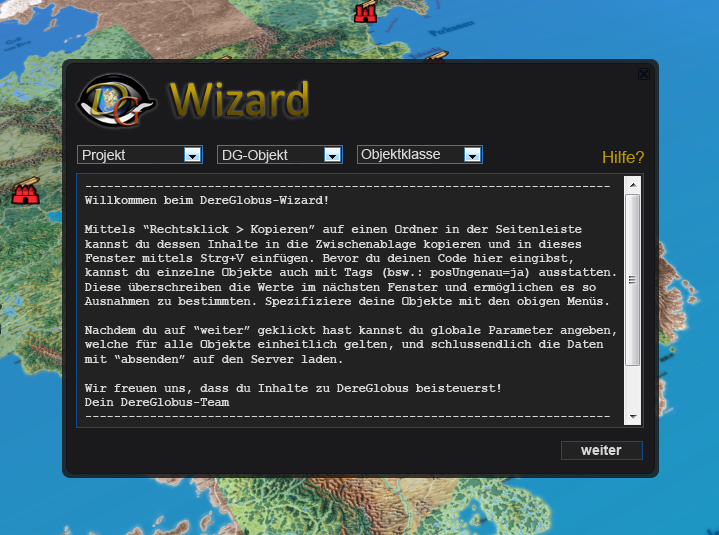 DG Wizard
Projekt DG-Objekt Objektklasse Hilfe?
-------------------------------------------------------------------------
Willkommen beim DereGlobus-Wizard!
Mittels “Rechtsklick > Kopieren” auf einen Ordner in der Seitenleiste
kannst du dessen Inhalte in die Zwischenablage kopieren und in dieses
Fenster mittels Strg+V einfügen. Bevor du deinen Code hier eingibst,
kannst du einzelne Objekte auch mit Tags (bsw.: posUngenau=ja) ausstatten.
Diese überschreiben die Werte im nächsten Fenster und ermöglichen es so
Ausnahmen zu bestimmten. Spezifiziere deine Objekte mit den obigen Menüs.
Nachdem du auf “weiter” geklickt hast kannst du globale Parameter angeben,
welche für alle Objekte einheitlich gelten, und schlussendlich die Daten
mit “absenden” auf den Server laden.
Wir freuen uns, dass du Inhalte zu DereGlobus beisteuerst!
Dein DereGlobus-Team
-------------------------------------------------------------------------
weiter